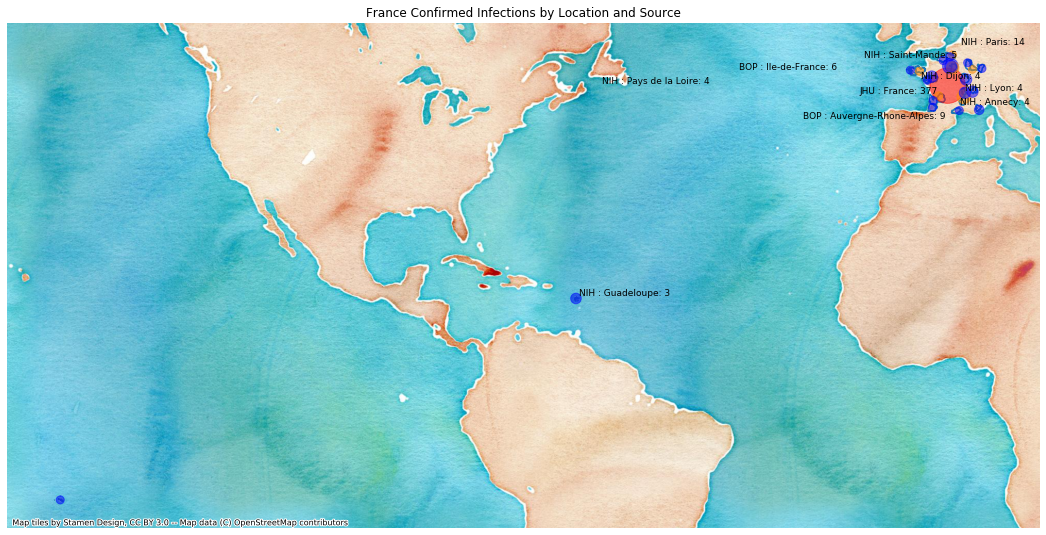 France Confirmed Infections by Location and Source
NIH : Paris: 14
NIH : Saint-Mande: 5
BOP : Ile-de-France: 6
NIH : Dijon: 4
NIH : Pays de la Loire: 4
NIH : Lyon: 4
JHU : France: 377
NIH : Annecy: 4
BOP : Auvergne-Rhone-Alpes: 9
NIH : Guadeloupe: 3
Map tiles by Stamen Design, CC BY 3.0 -- Map data (C) OpenStreetMap contributors